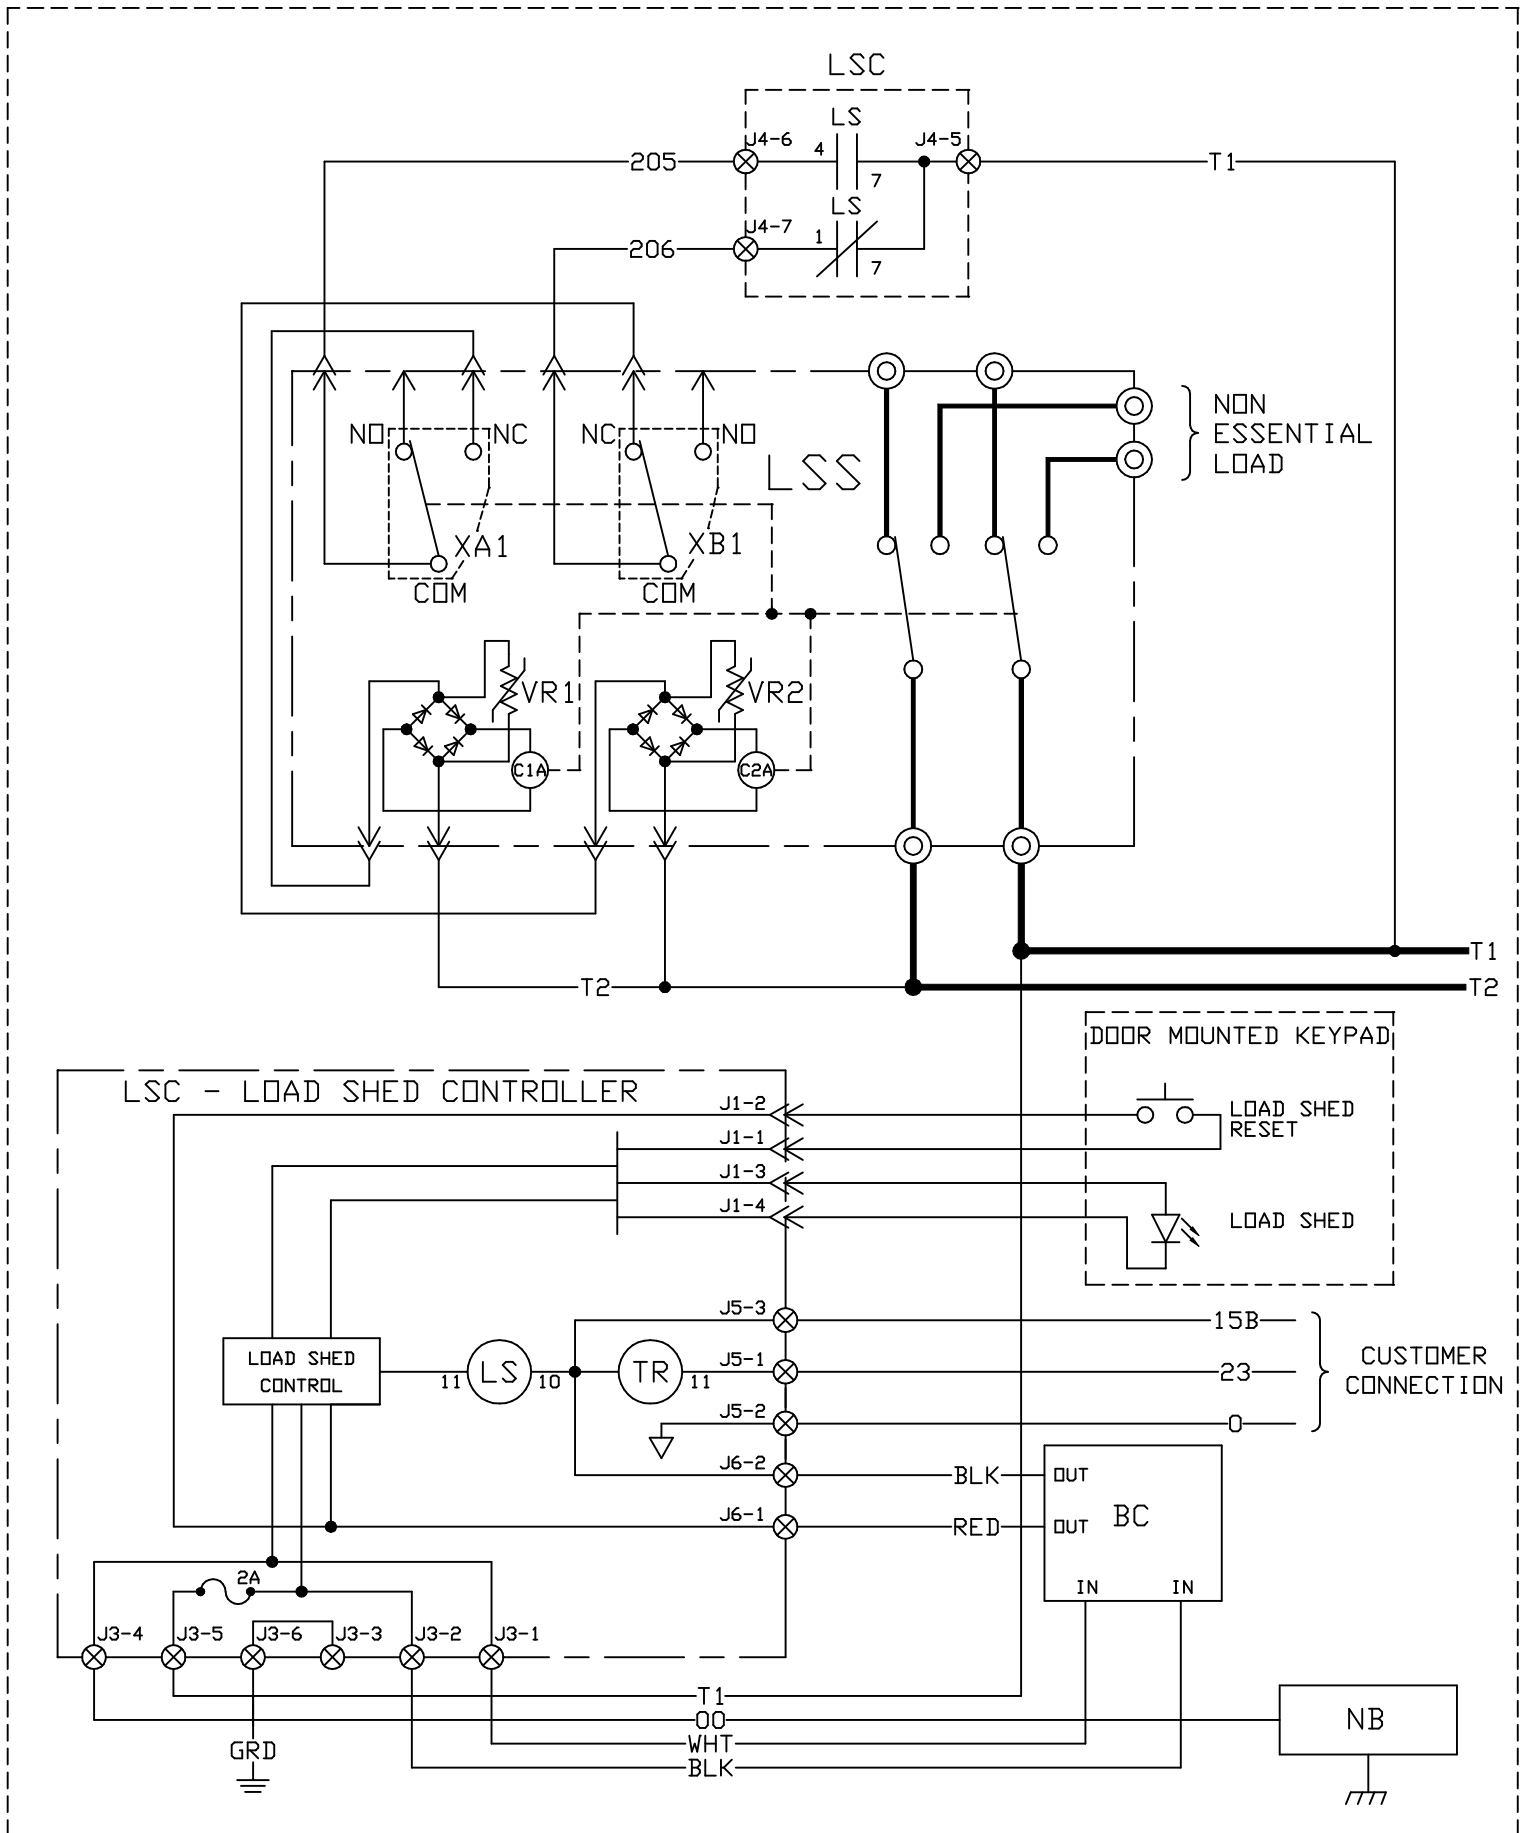 LSC
LS
J4-6
4
J4-5
205
T1
7
LS
J4-7
1
206
7
NO
NC
NC
NO
NON
ESSENTIAL
LOAD
LSS
XA1
XB1
COM
COM
VR1
VR2
C1A
C2A
T1
T2
T2
DOOR MOUNTED KEYPAD
LSC - LOAD SHED CONTROLLER
J1-2
LOAD SHED
RESET
J1-1
J1-3
J1-4
LOAD SHED
J5-3
15B
LOAD SHED
CONTROL
11
LS
10
TR
11
J5-1
23
CUSTOMER
CONNECTION
J5-2
0
J6-2
BLK
OUT
BC
J6-1
RED
OUT
2A
IN
IN
J3-4
J3-5
J3-6
J3-3
J3-2
J3-1
T1
00
NB
WHT
GRD
BLK